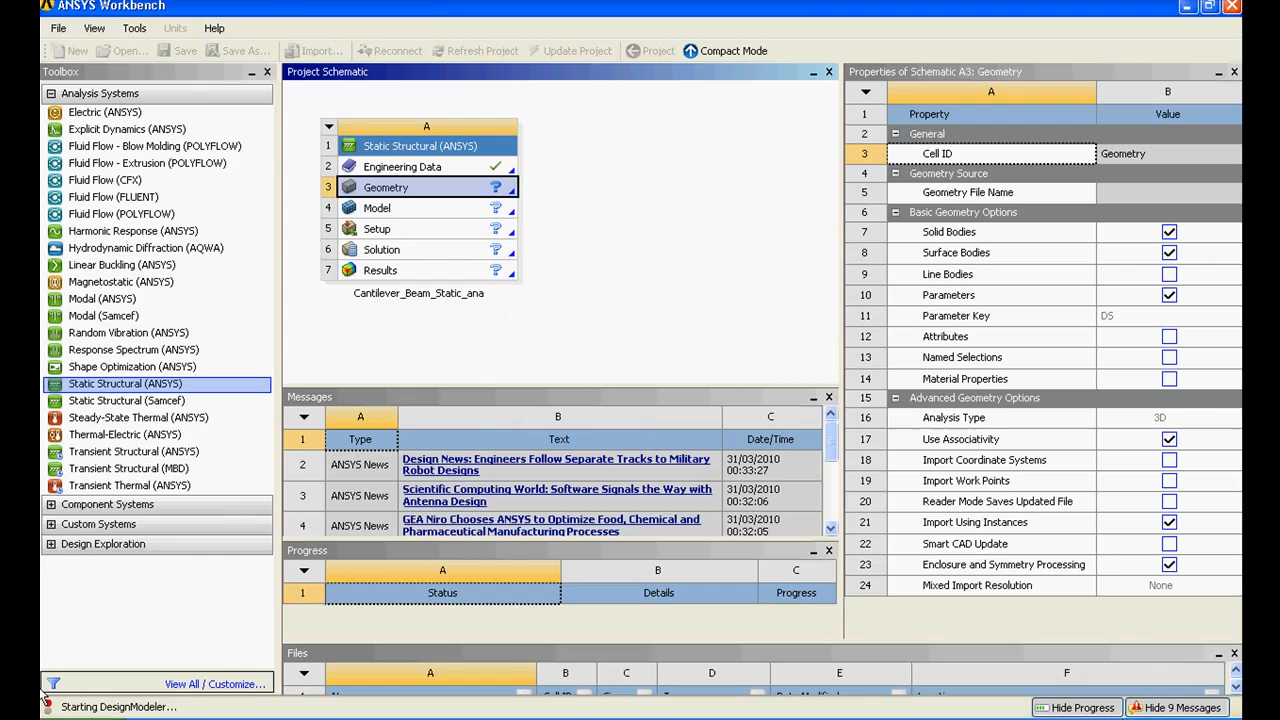 ANSYS Workbench
File View Tools Units Help
New Open... Save Save As... Import... Reconnect Refresh Project Update Project Project Compact Mode
Toolbox
Analysis Systems
Electric (ANSYS)
Explicit Dynamics (ANSYS)
Fluid Flow - Blow Molding (POLYFLOW)
Fluid Flow - Extrusion (POLYFLOW)
Fluid Flow (CFX)
Fluid Flow (FLUENT)
Fluid Flow (POLYFLOW)
Harmonic Response (ANSYS)
Hydrodynamic Diffraction (AQWA)
Linear Buckling (ANSYS)
Magnetostatic (ANSYS)
Modal (ANSYS)
Modal (Samcef)
Random Vibration (ANSYS)
Response Spectrum (ANSYS)
Shape Optimization (ANSYS)
Static Structural (ANSYS)
Static Structural (Samcef)
Steady-State Thermal (ANSYS)
Thermal-Electric (ANSYS)
Transient Structural (ANSYS)
Transient Structural (MBD)
Transient Thermal (ANSYS)
Component Systems
Custom Systems
Design Exploration
View All / Customize...
Starting DesignModeler...
Project Schematic
A
1 Static Structural (ANSYS)
2 Engineering Data
3 Geometry ?
4 Model ?
5 Setup ?
6 Solution ?
7 Results ?
Cantilever_Beam_Static_ana
Messages
A B C
1 Type Text Date/Time
2 ANSYS News Design News: Engineers Follow Separate Tracks to Military Robot Designs 31/03/2010 00:33:27
3 ANSYS News Scientific Computing World: Software Signals the Way with Antenna Design 31/03/2010 00:32:06
4 ANSYS News GEA Niro Chooses ANSYS to Optimize Food, Chemical and Pharmaceutical Manufacturing Processes 31/03/2010 00:32:05
Progress
A B C
1 Status Details Progress
Files
A B C D E F
Properties of Schematic A3: Geometry
A B
1 Property Value
2 General
3 Cell ID Geometry
4 Geometry Source
5 Geometry File Name
6 Basic Geometry Options
7 Solid Bodies
8 Surface Bodies
9 Line Bodies
10 Parameters
11 Parameter Key DS
12 Attributes
13 Named Selections
14 Material Properties
15 Advanced Geometry Options
16 Analysis Type 3D
17 Use Associativity
18 Import Coordinate Systems
19 Import Work Points
20 Reader Mode Saves Updated File
21 Import Using Instances
22 Smart CAD Update
23 Enclosure and Symmetry Processing
24 Mixed Import Resolution None
Hide Progress Hide 9 Messages